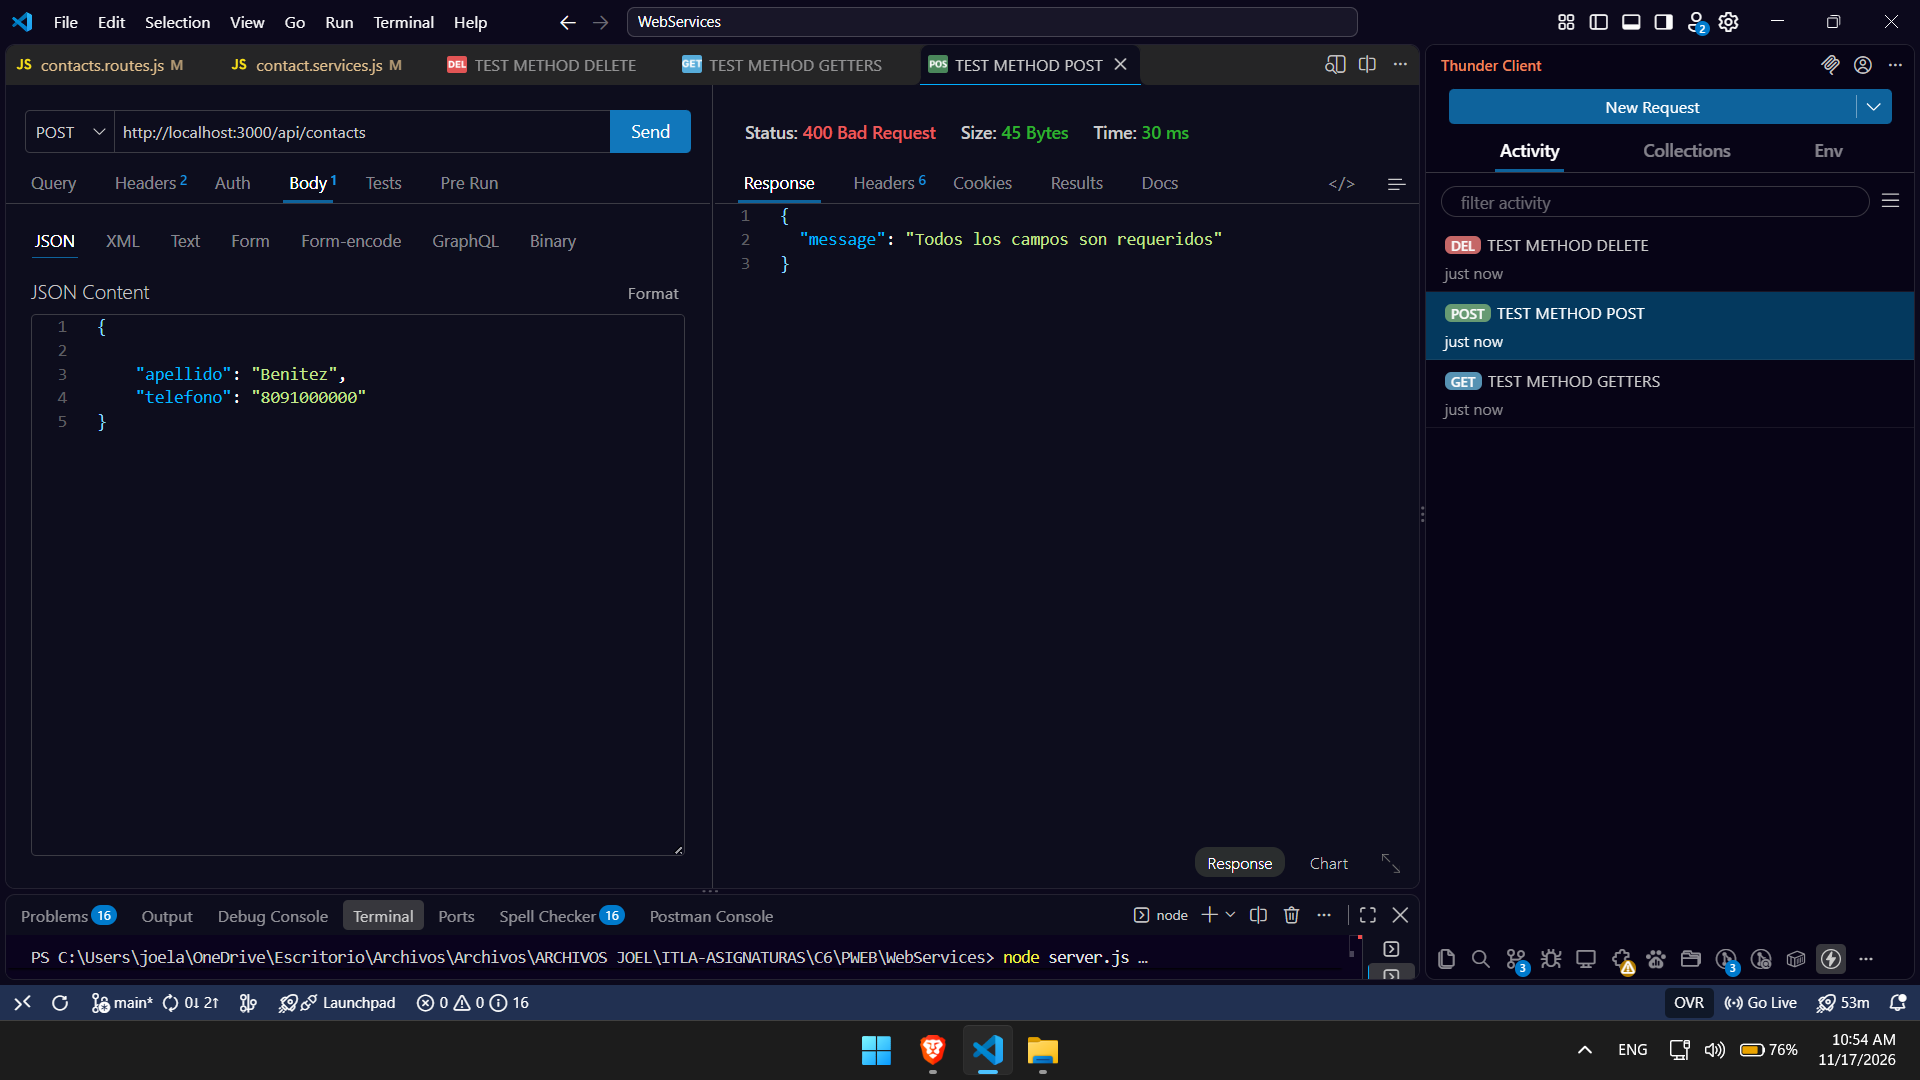 File Edit Selection View Go Run Terminal Help
WebServices
2
JS contacts.routes.js M
JS contact.services.js M
DEL TEST METHOD DELETE
GET TEST METHOD GETTERS
POS TEST METHOD POST
POST
http://localhost:3000/api/contacts
Send
Query Headers 2 Auth Body 1 Tests Pre Run
JSON XML Text Form Form-encode GraphQL Binary
JSON Content
Format
1 {
2
3 "apellido": "Benitez",
4 "telefono": "8091000000"
5 }
Status: 400 Bad Request Size: 45 Bytes Time: 30 ms
Response Headers 6 Cookies Results Docs
</>
1 {
2 "message": "Todos los campos son requeridos"
3 }
Response Chart
Thunder Client
New Request
Activity Collections Env
filter activity
DEL TEST METHOD DELETE
just now
POST TEST METHOD POST
just now
GET TEST METHOD GETTERS
just now
Problems 16 Output Debug Console Terminal Ports Spell Checker 16 Postman Console
node
PS C:\Users\joela\OneDrive\Escritorio\Archivos\Archivos\ARCHIVOS JOEL\ITLA-ASIGNATURAS\C6\PWEB\WebServices> node server.js …
3
3
main* 0↓ 2↑ Launchpad 0 0 16
OVR Go Live 53m
ENG 76%
10:54 AM
11/17/2026